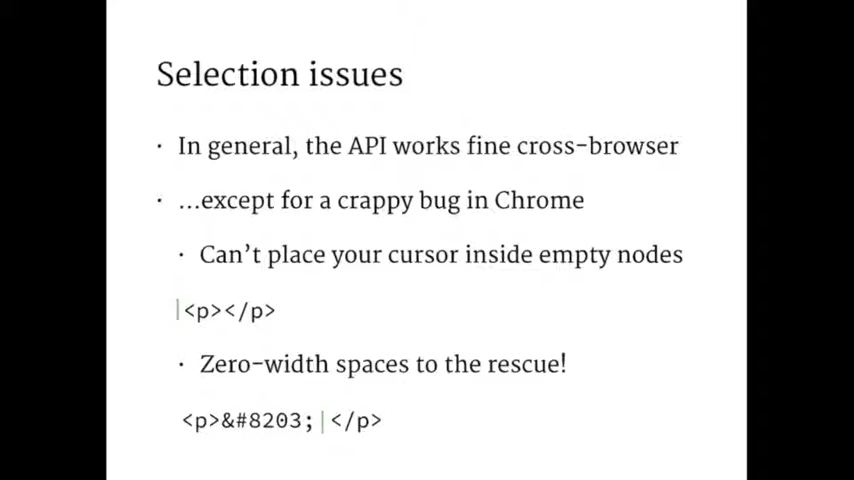 Selection issues
· In general, the API works fine cross-browser
· ...except for a crappy bug in Chrome
· Can't place your cursor inside empty nodes
|<p></p>
· Zero-width spaces to the rescue!
<p>&#8203;|</p>